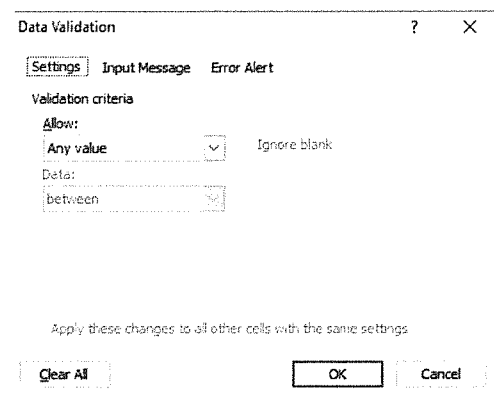 Data Validation ? X
Settings Input Message Error Alert
Validation criteria
Allow:
Any value Ignore blank
Data:
between
Apply these changes to all other cells with the same settings
Clear All OK Cancel